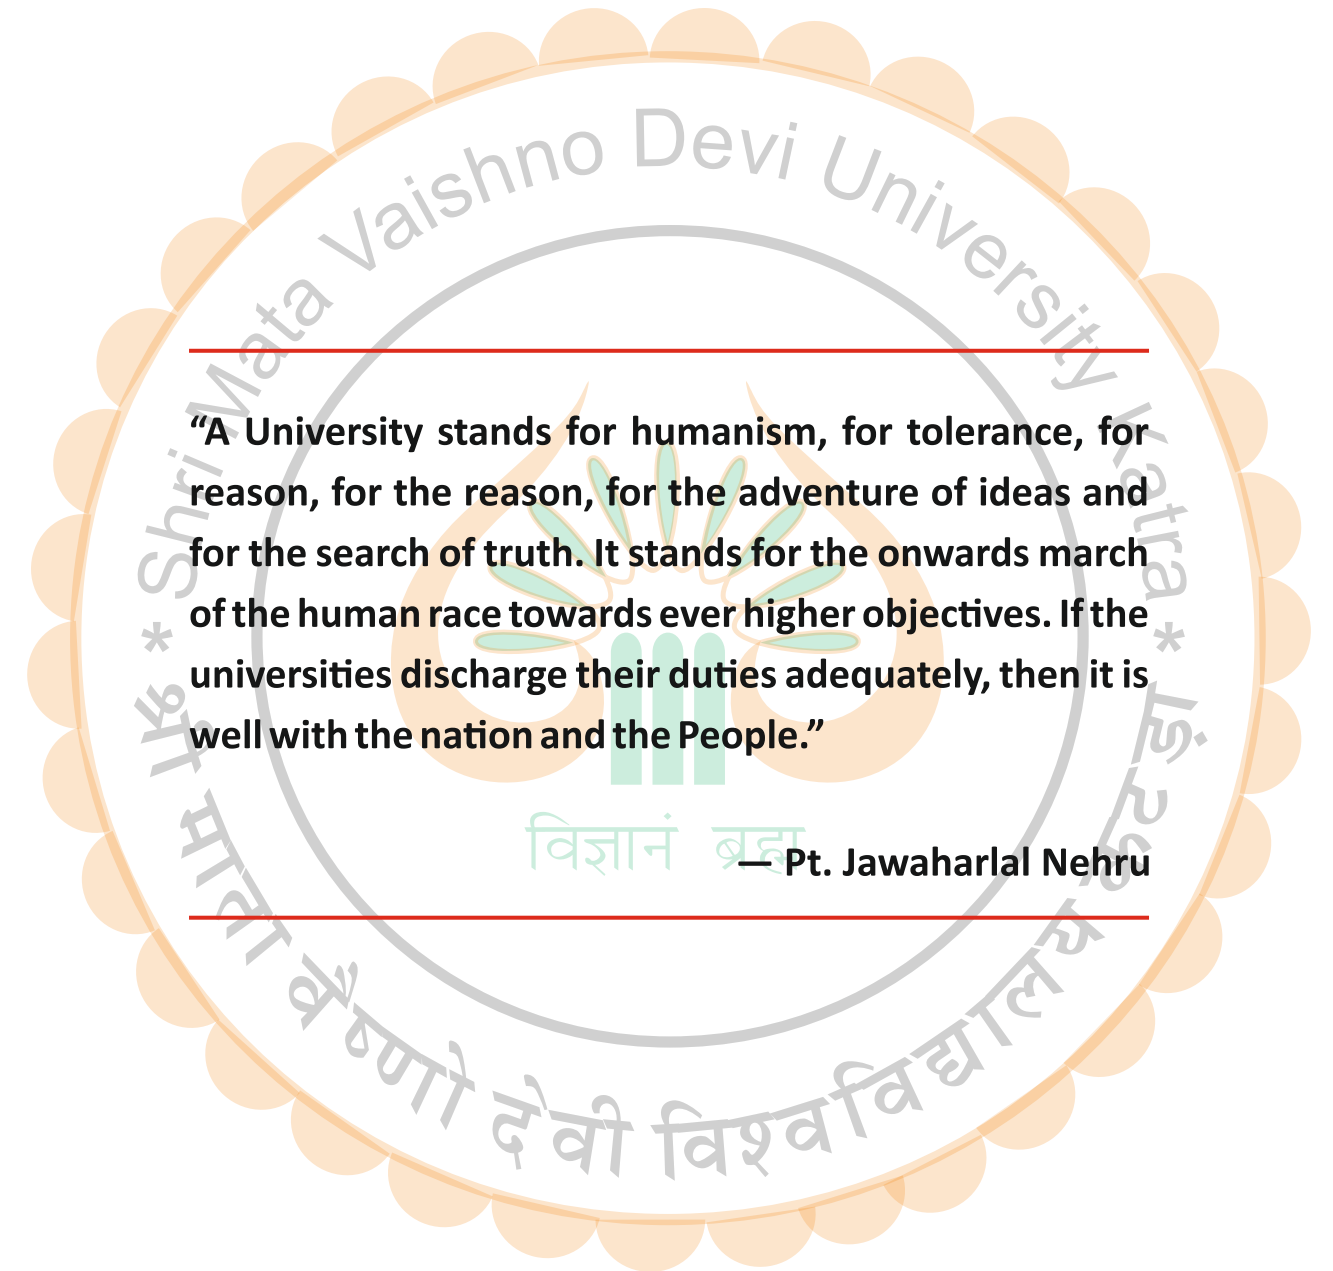 Shri Mata Vaishno Devi University Katra
“A University stands for humanism, for tolerance, for
reason, for the reason, for the adventure of ideas and
for the search of truth. It stands for the onwards march
of the human race towards ever higher objectives. If the
universities discharge their duties adequately, then it is
well with the nation and the People.”
विज्ञानं ब्रह्म
— Pt. Jawaharlal Nehru
* श्री माता वैष्णो देवी विश्वविद्यालय कटड़ा *